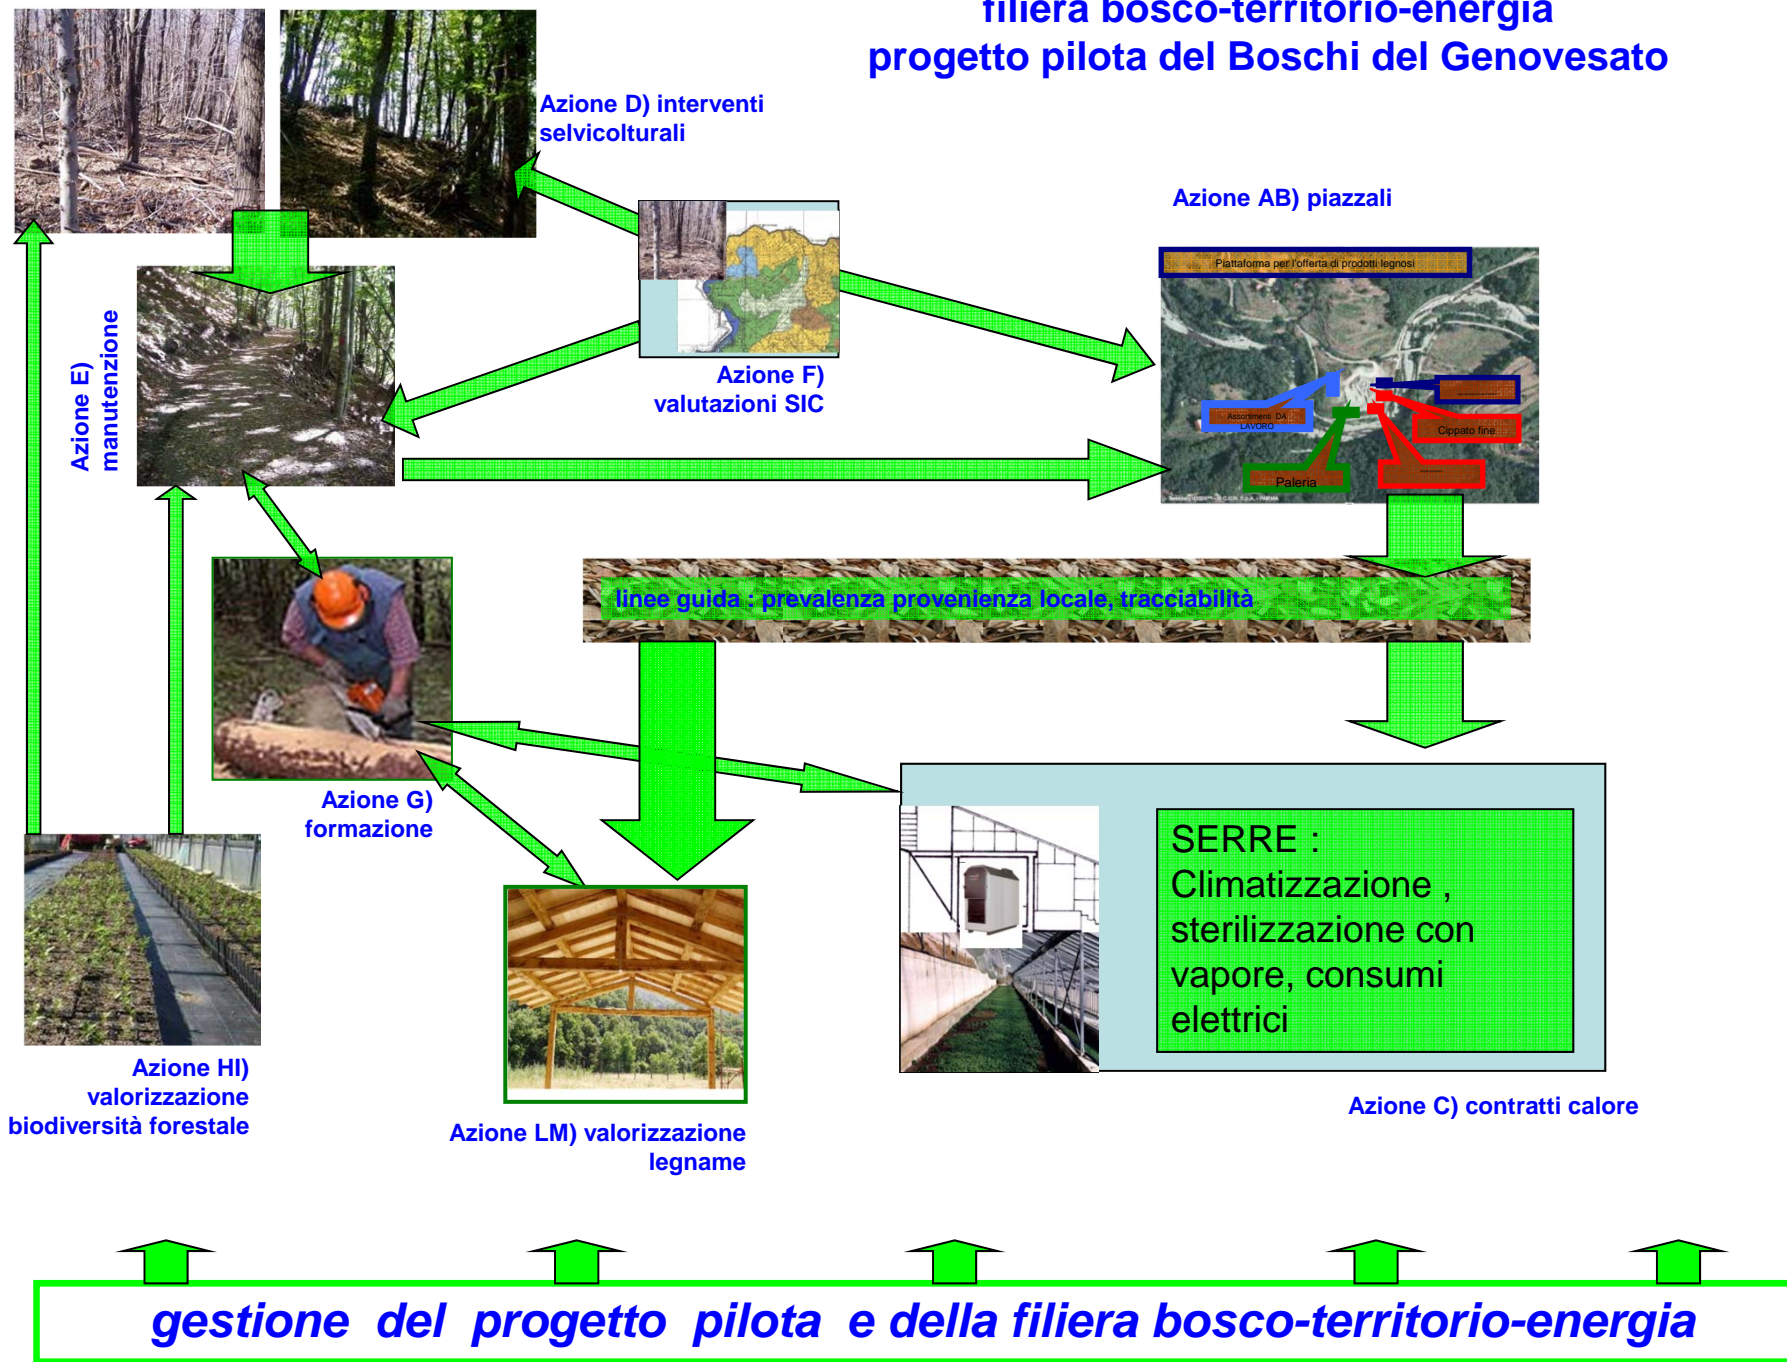 filiera bosco-territorio-energia
progetto pilota del Boschi del Genovesato
Azione D) interventi
selvicolturali
Azione AB) piazzali
Piattaforma per l'offerta di prodotti legnosi
Azione E)
manutenzione
Azione F)
valutazioni SIC
Assortimenti DA
LAVORO
Cippato fine
Paleria
linee guida : prevalenza provenienza locale, tracciabilità
Azione G)
formazione
SERRE :
Climatizzazione ,
sterilizzazione con
vapore, consumi
elettrici
Azione HI)
valorizzazione
biodiversità forestale
Azione LM) valorizzazione
legname
Azione C) contratti calore
gestione del progetto pilota e della filiera bosco-territorio-energia